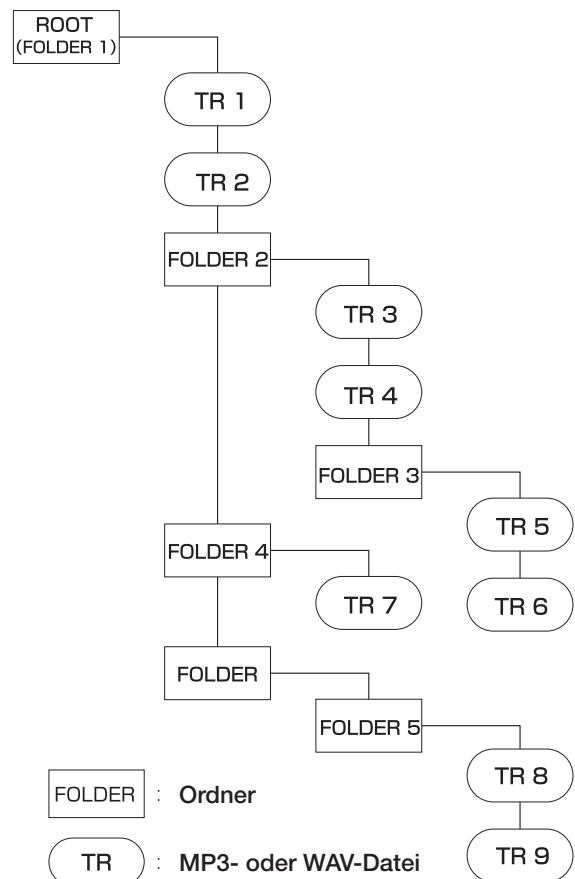 ROOT
(FOLDER 1)
TR 1
TR 2
FOLDER 2
TR 3
TR 4
FOLDER 3
TR 5
FOLDER 4
TR 7
TR 6
FOLDER
FOLDER 5
TR 8
FOLDER : Ordner
TR : MP3- oder WAV-Datei
TR 9